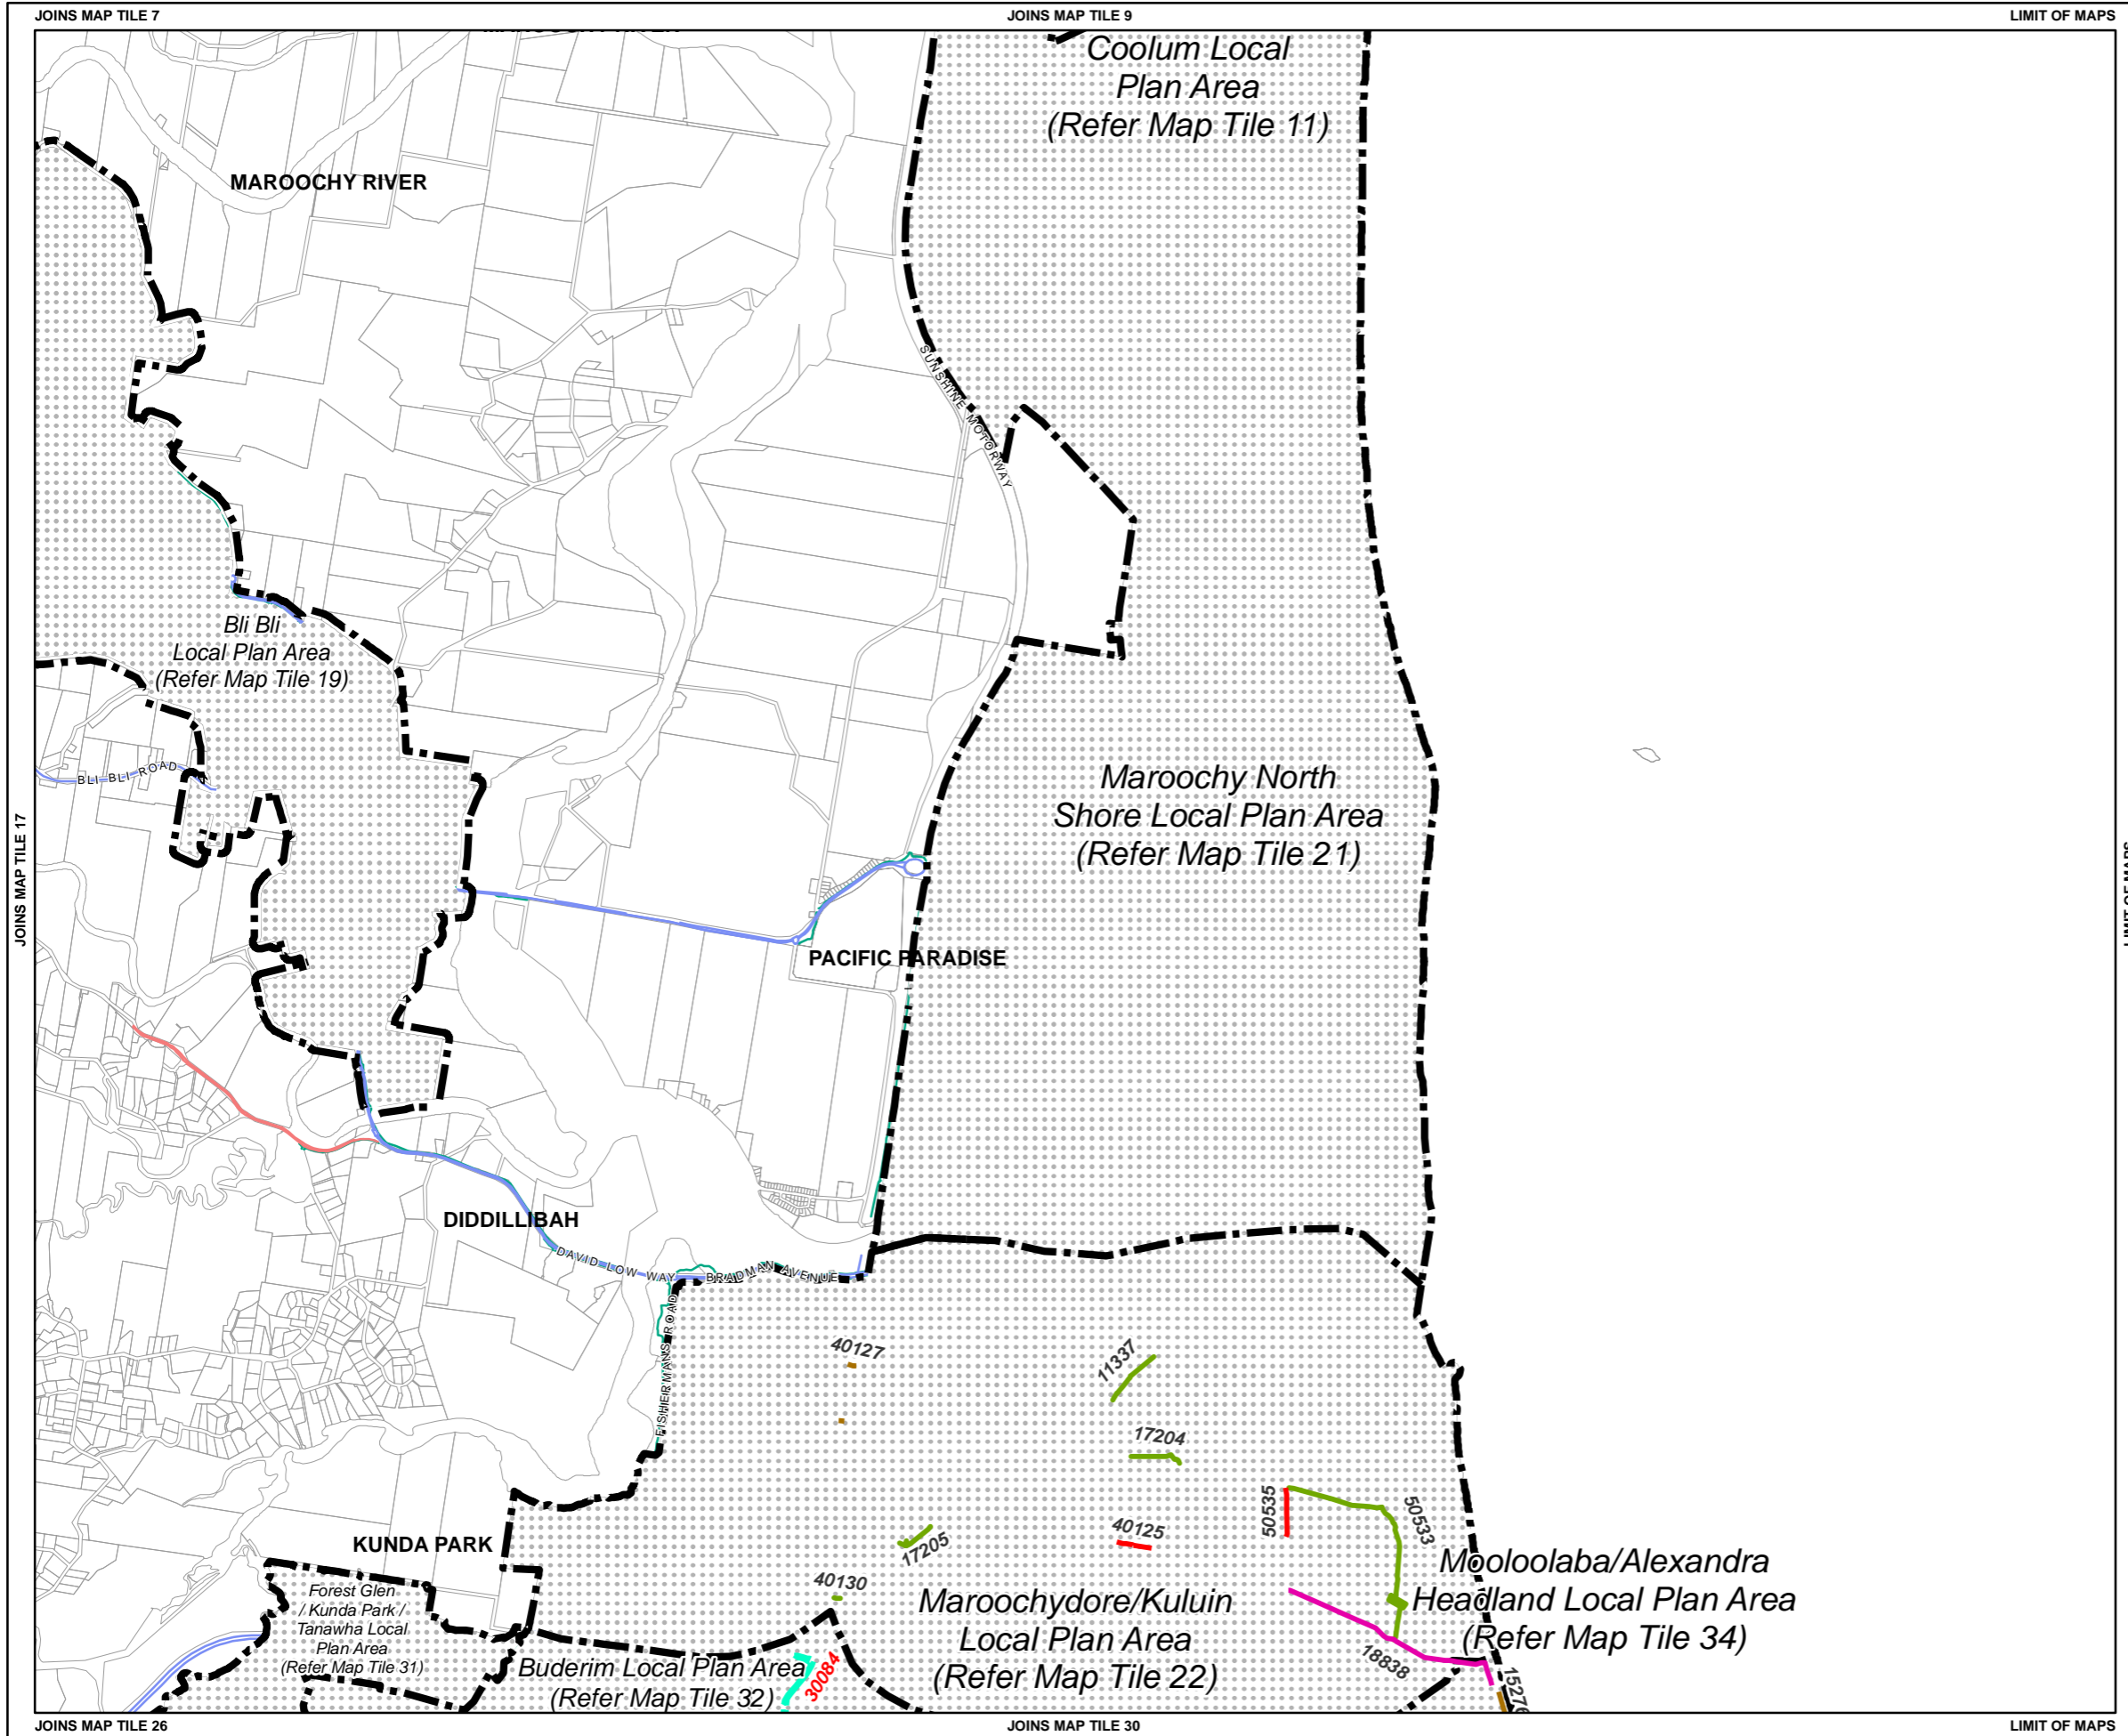 JOINS MAP TILE 7
JOINS MAP TILE 9
LIMIT OF MAPS
Coolum Local
Plan Area
(Refer Map Tile 11)
MAROOCHY RIVER
SUNSHINE MOTORWAY
Bli Bli
Local Plan Area
(Refer Map Tile 19)
BLI BLI ROAD
Maroochy North
Shore Local Plan Area
(Refer Map Tile 21)
JOINS MAP TILE 17
LIMIT OF MAPS
PACIFIC PARADISE
DIDDILLIBAH
DAVID LOW WAY
BRADMAN AVENUE
FISHERMANS ROAD
40127
11337
17204
50535
50533
40125
17205
KUNDA PARK
40130
Mooloolaba/Alexandra
Headland Local Plan Area
(Refer Map Tile 34)
Forest Glen
/ Kunda Park /
Tanawha Local
Plan Area
(Refer Map Tile 31)
Maroochydore/Kuluin
Local Plan Area
(Refer Map Tile 22)
Buderim Local Plan Area
(Refer Map Tile 32)
30084
18838
15276
JOINS MAP TILE 26
JOINS MAP TILE 30
LIMIT OF MAPS